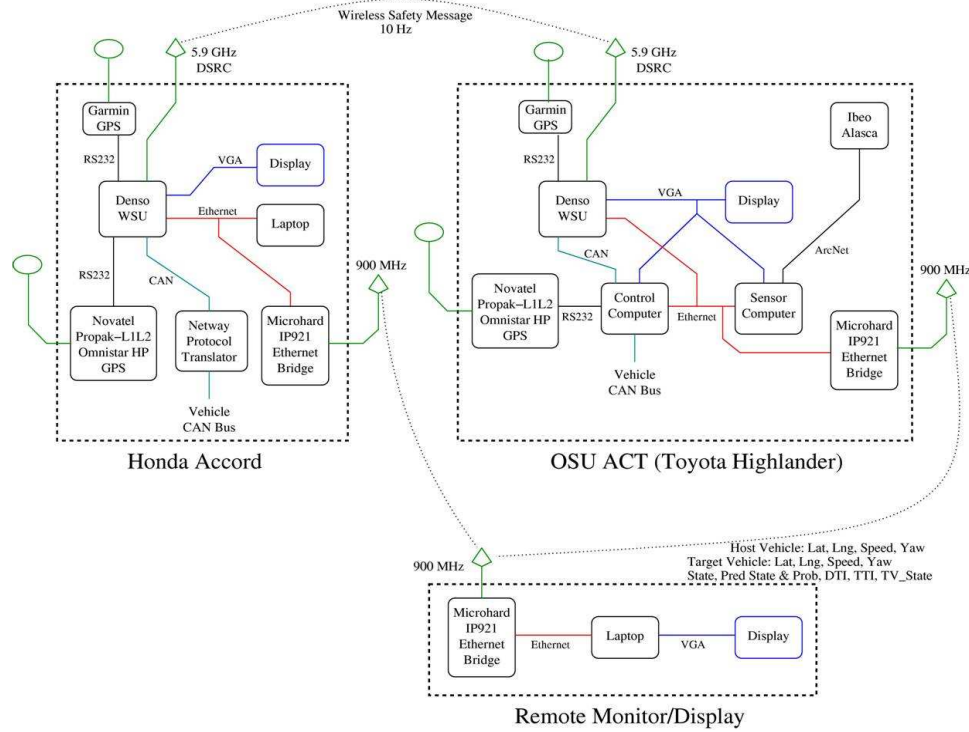 Wireless Safety Message
10 Hz
5.9 GHz
DSRC
5.9 GHz
DSRC
Garmin
GPS
RS232
VGA
Display
Denso
WSU
Ethernet
Laptop
RS232
CAN
900 MHz
Novatel
Propak–L1L2
Omnistar HP
GPS
Netway
Protocol
Translator
Microhard
IP921
Ethernet
Bridge
Vehicle
CAN Bus
Honda Accord
Garmin
GPS
Ibeo
Alasca
RS232
Denso
WSU
VGA
Display
CAN
ArcNet
900 MHz
Novatel
Propak–L1L2
Omnistar HP
GPS
RS232
Control
Computer
Ethernet
Sensor
Computer
Microhard
IP921
Ethernet
Bridge
Vehicle
CAN Bus
OSU ACT (Toyota Highlander)
Host Vehicle: Lat, Lng, Speed, Yaw
Target Vehicle: Lat, Lng, Speed, Yaw
State, Pred State & Prob, DTI, TTI, TV_State
900 MHz
Microhard
IP921
Ethernet
Bridge
Ethernet
Laptop
VGA
Display
Remote Monitor/Display